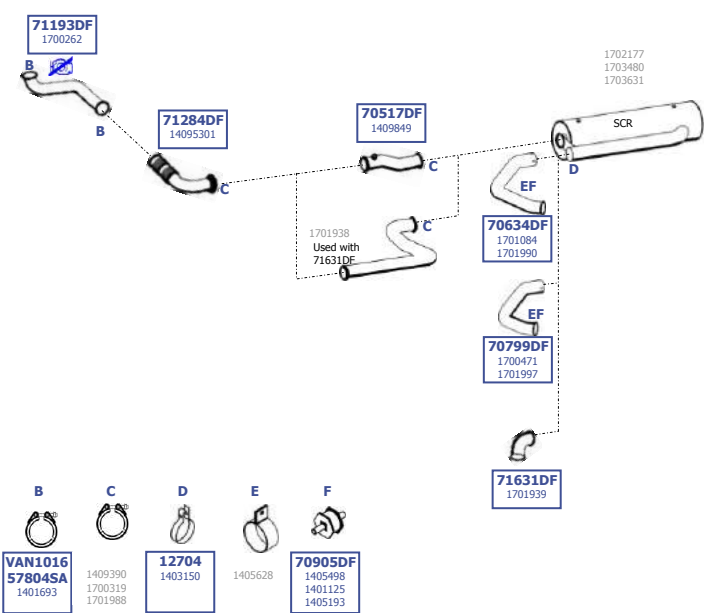 71193DF
1700262
B
B
71284DF
14095301
C
70517DF
1409849
C
1702177
1703480
1703631
SCR
D
EF
70634DF
1701084
1701990
1701938
Used with
71631DF
C
EF
70799DF
1700471
1701997
71631DF
1701939
B
C
D
E
F
VAN1016
57804SA
1401693
1409390
1700319
1701988
12704
1403150
1405628
70905DF
1405498
1401125
1405193